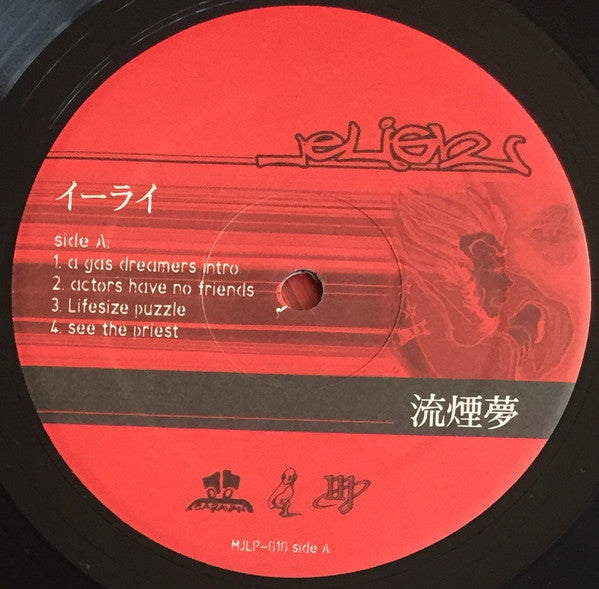 eLigh
イーライ
side A:
1. a gas dreamers intro
2. actors have no friends
3. Lifesize puzzle
4. see the priest
流煙夢
MJLP-010 side A